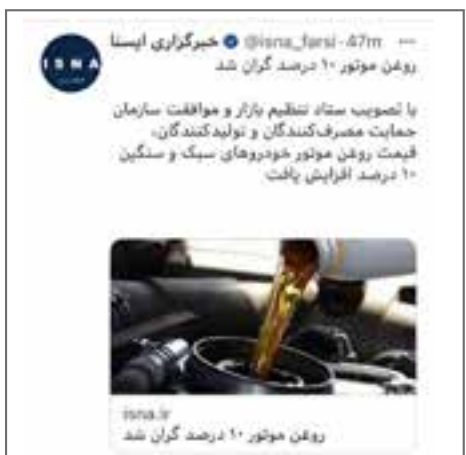 خبرگزاری ایسنا @isna_farsi · 47m
ISNA
روغن موتور ۱۰ درصد گران شد
با تصویب ستاد تنظیم بازار و موافقت سازمان
حمایت مصرف‌کنندگان و تولیدکنندگان،
قیمت روغن موتور خودروهای سبک و سنگین
۱۰ درصد افزایش یافت
isna.ir
روغن موتور ۱۰ درصد گران شد